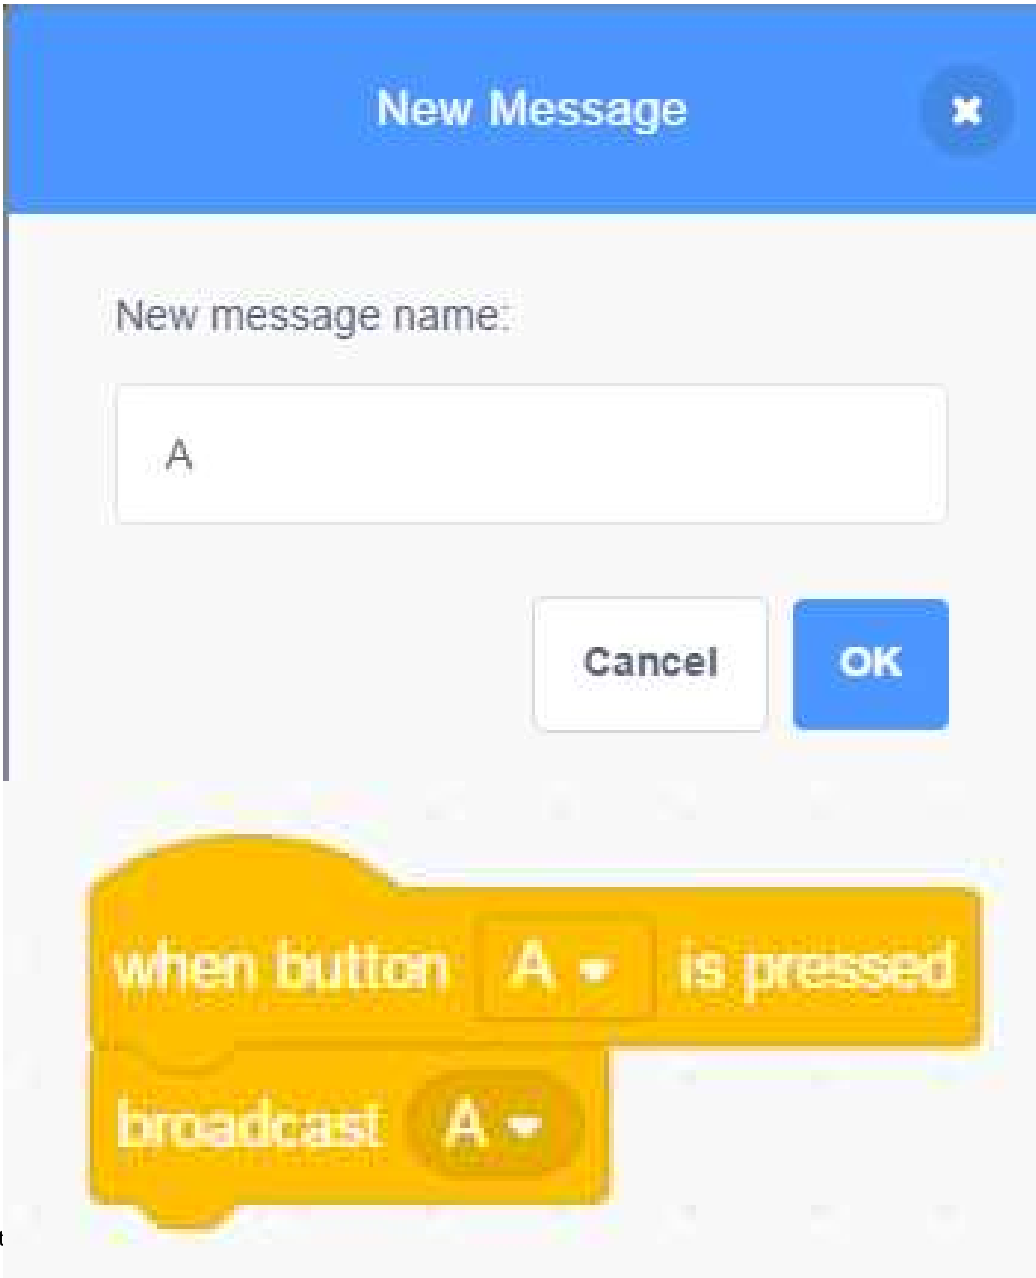 New Message
New message name:
A
Cancel OK
when button A is pressed
broadcast A
t